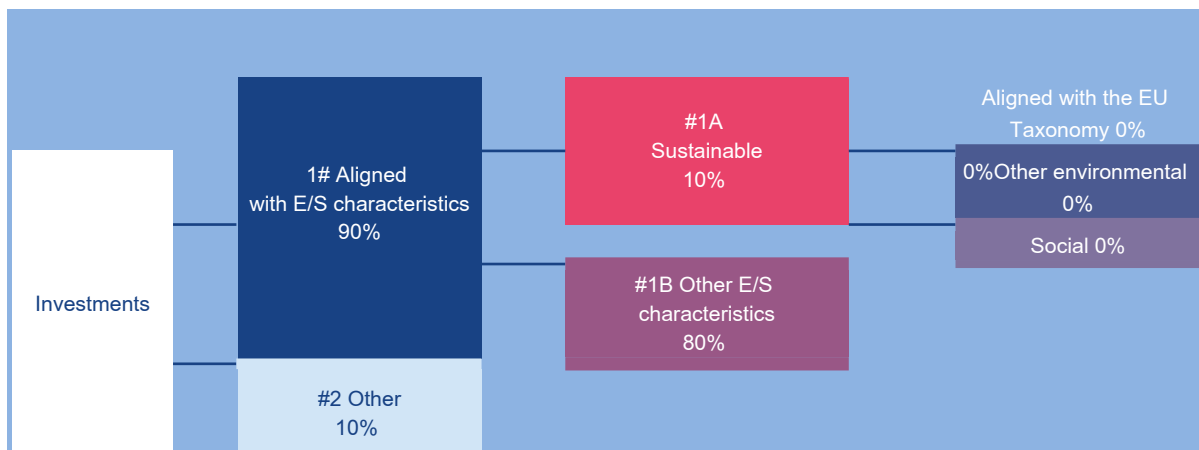 Investments
1# Aligned
with E/S characteristics
90%
#2 Other
10%
#1A
Sustainable
10%
#1B Other E/S
characteristics
80%
Aligned with the EU
Taxonomy 0%
0%Other environmental
0%
Social 0%